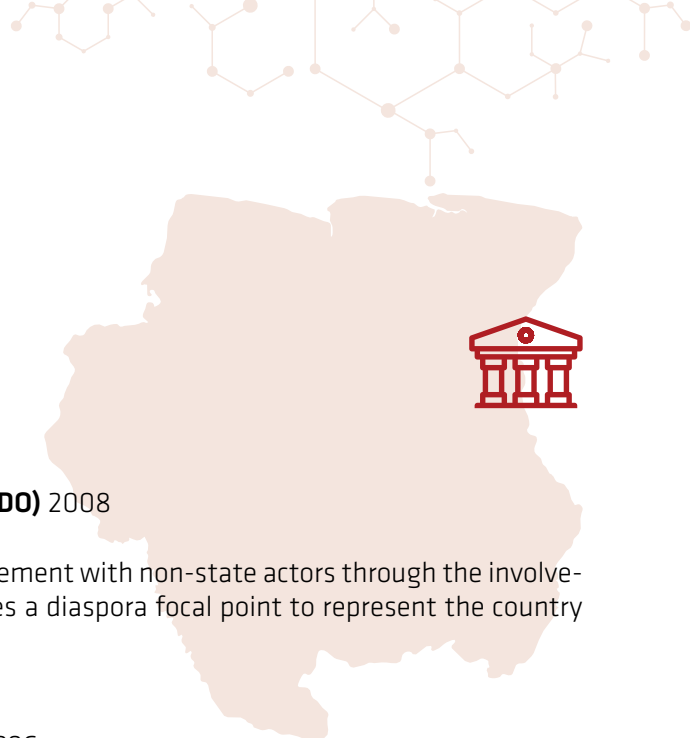 DO) 2008
ement with non-state actors through the involve-
es a diaspora focal point to represent the country